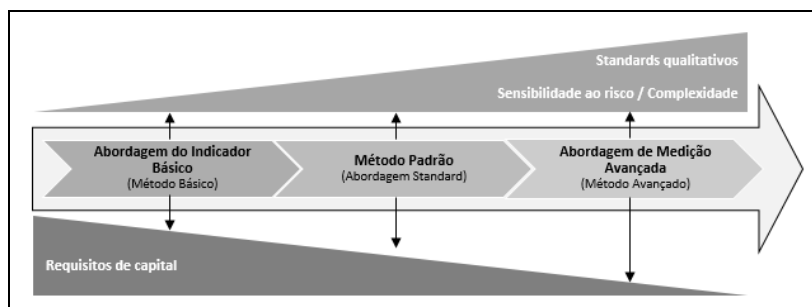 Standards qualitativos
Sensibilidade ao risco / Complexidade
Abordagem do Indicador
Básico
(Método Básico)
Método Padrão
(Abordagem Standard)
Abordagem de Medição
Avançada
(Método Avançado)
Requisitos de capital